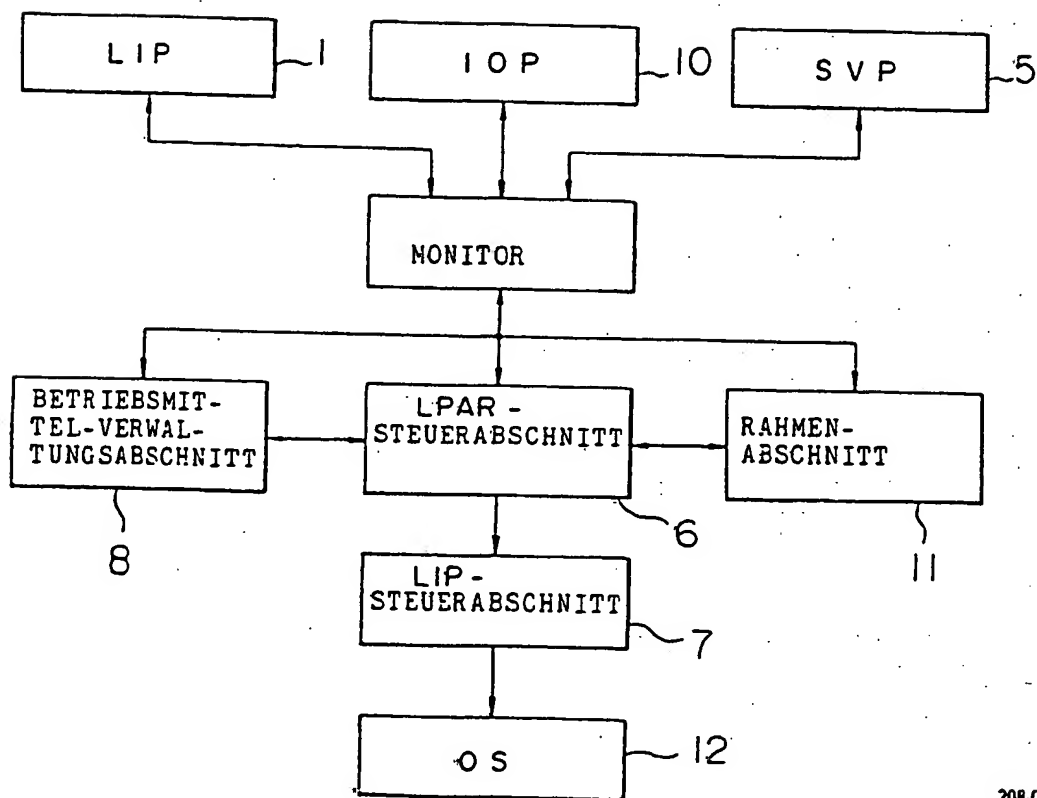 LIP
1
IOP
10
SVP
5
MONITOR
BETRIEBSMIT-
TEL-VERWAL-
TUNGSABSCHNITT
8
LPAR-
STEUERABSCHNITT
6
RAHMEN-
ABSCHNITT
11
LIP-
STEUERABSCHNITT
7
OS
12